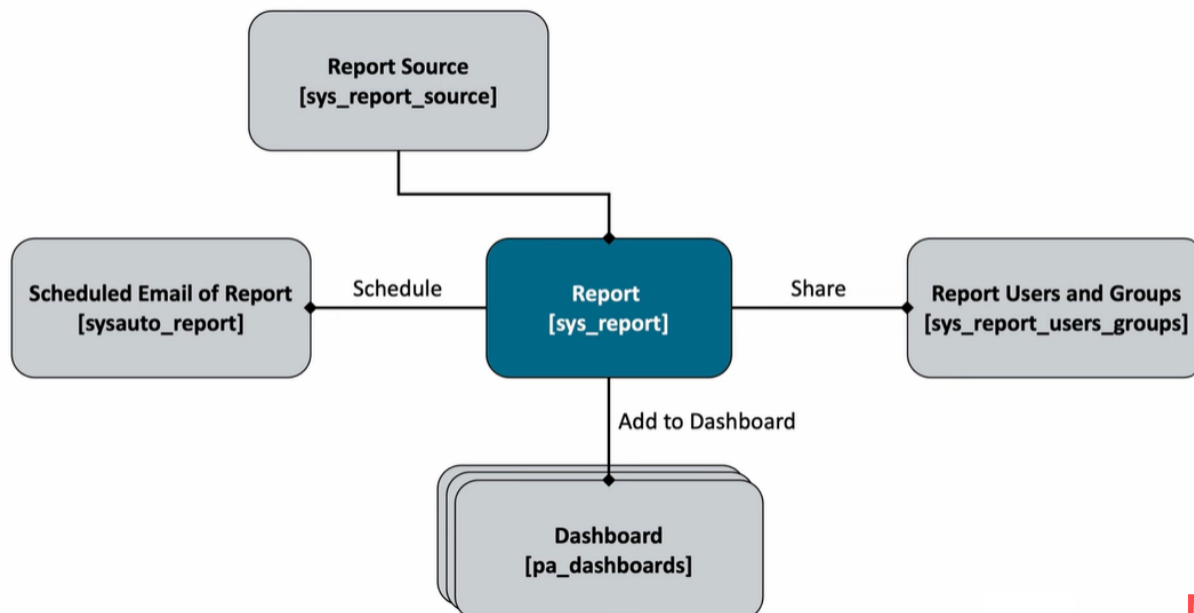 Report Source
[sys_report_source]
Scheduled Email of Report
[sysauto_report]
Schedule
Report
[sys_report]
Share
Report Users and Groups
[sys_report_users_groups]
Add to Dashboard
Dashboard
[pa_dashboards]